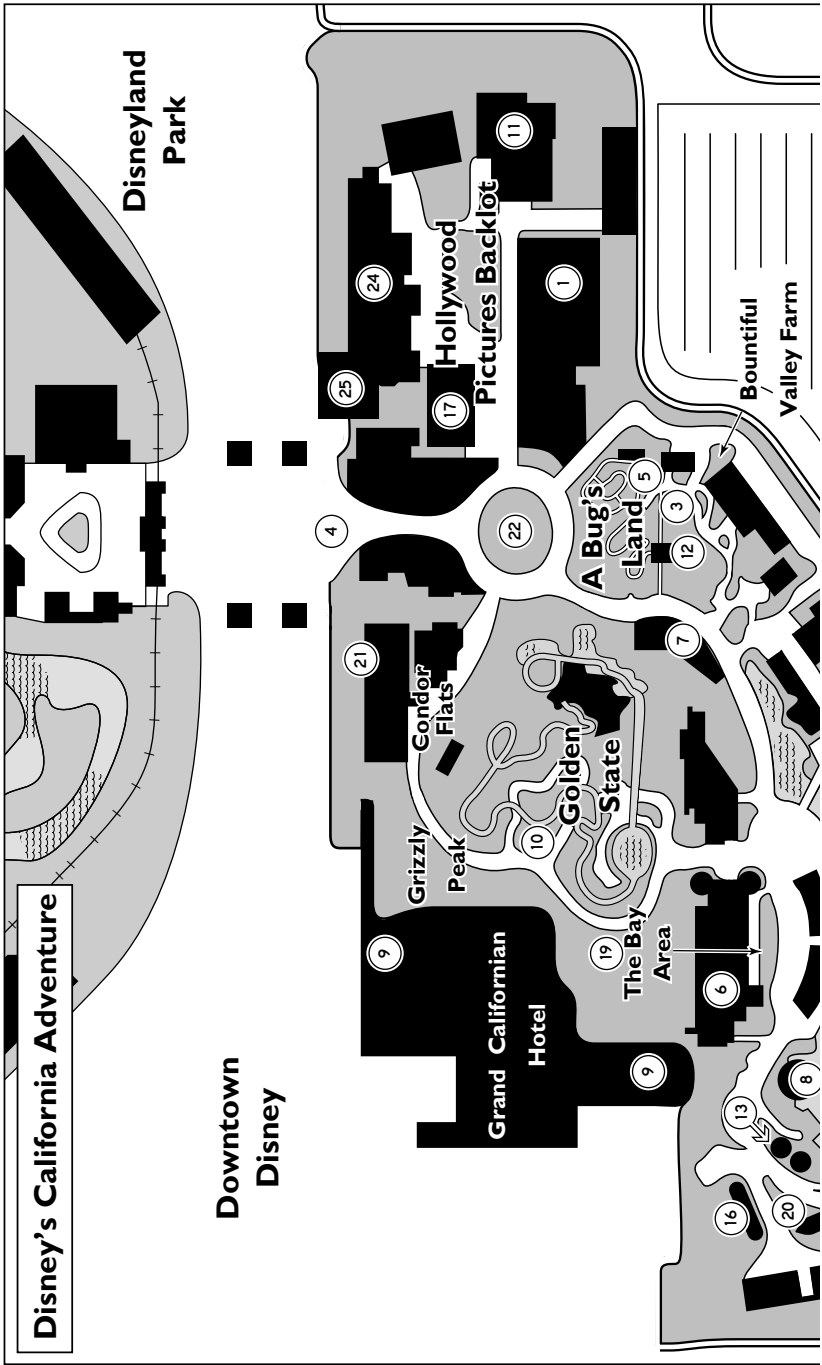 Disney's California Adventure
Disneyland
Park
Downtown
Disney
Hollywood
Pictures Backlot
Condor
Flats
Grizzly
Peak
Golden
State
A Bug's
Land
Bountiful
Valley Farm
The Bay
Area
Grand Californian
Hotel
11
24
1
25
17
4
22
5
3
12
21
7
10
9
19
6
9
13
8
16
20